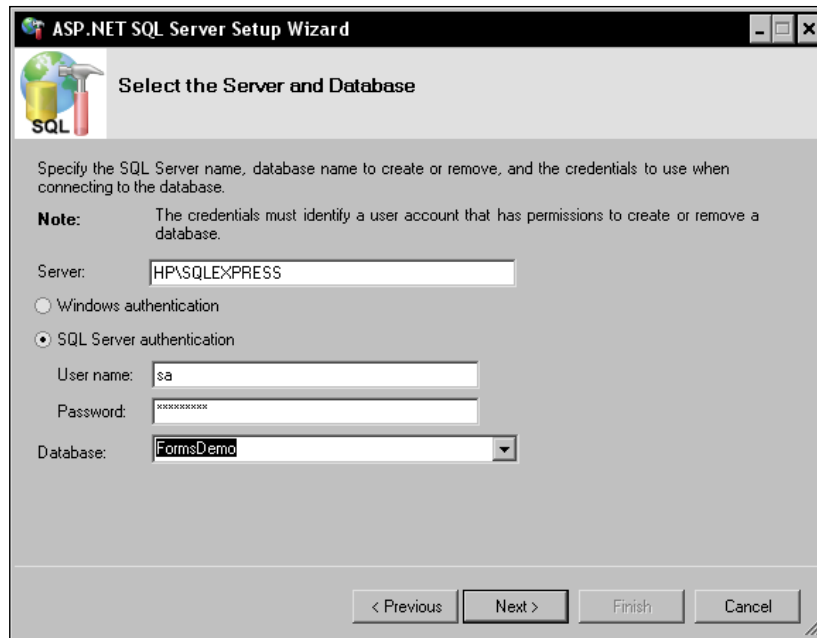 ASP.NET SQL Server Setup Wizard
SQL
Select the Server and Database
Specify the SQL Server name, database name to create or remove, and the credentials to use when
connecting to the database.
Note: The credentials must identify a user account that has permissions to create or remove a
database.
Server: HP\SQLEXPRESS
Windows authentication
SQL Server authentication
User name: sa
Password: *********
Database: FormsDemo
< Previous Next > Finish Cancel